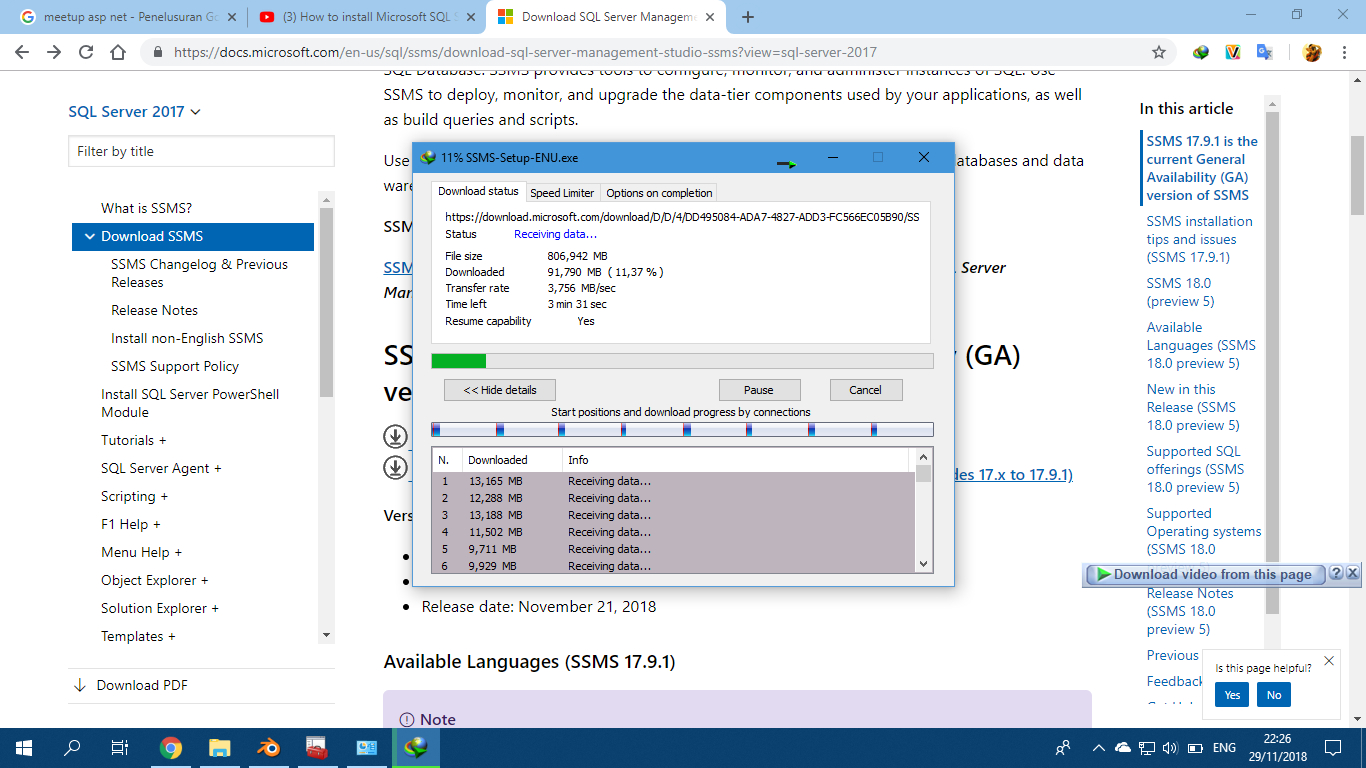 meetup asp net - Penelusuran Go
(3) How to install Microsoft SQL S
Download SQL Server Manageme
https://docs.microsoft.com/en-us/sql/ssms/download-sql-server-management-studio-ssms?view=sql-server-2017
SQL Server 2017
Filter by title
What is SSMS?
Download SSMS
SSMS Changelog & Previous
Releases
Release Notes
Install non-English SSMS
SSMS Support Policy
Install SQL Server PowerShell
Module
Tutorials +
SQL Server Agent +
Scripting +
F1 Help +
Menu Help +
Object Explorer +
Solution Explorer +
Templates +
Download PDF
SQL Database. SSMS provides tools to configure, monitor, and administer instances of SQL. Use
SSMS to deploy, monitor, and upgrade the data-tier components used by your applications, as well
as build queries and scripts.
Use
databases and data
ware
SSM
SSM
Server
Man
SS
y (GA)
ve
des 17.x to 17.9.1)
Vers
Release date: November 21, 2018
Available Languages (SSMS 17.9.1)
Note
11% SSMS-Setup-ENU.exe
Download status
Speed Limiter
Options on completion
https://download.microsoft.com/download/D/D/4/DD495084-ADA7-4827-ADD3-FC566EC05B90/SS
Status Receiving data...
File size 806,942 MB
Downloaded 91,790 MB ( 11,37 % )
Transfer rate 3,756 MB/sec
Time left 3 min 31 sec
Resume capability Yes
<< Hide details
Pause
Cancel
Start positions and download progress by connections
N. Downloaded Info
1 13,165 MB Receiving data...
2 12,288 MB Receiving data...
3 13,188 MB Receiving data...
4 11,502 MB Receiving data...
5 9,711 MB Receiving data...
6 9,929 MB Receiving data...
In this article
SSMS 17.9.1 is the
current General
Availability (GA)
version of SSMS
SSMS installation
tips and issues
(SSMS 17.9.1)
SSMS 18.0
(preview 5)
Available
Languages (SSMS
18.0 preview 5)
New in this
Release (SSMS
18.0 preview 5)
Supported SQL
offerings (SSMS
18.0 preview 5)
Supported
Operating systems
(SSMS 18.0
Download video from this page
Release Notes
(SSMS 18.0
preview 5)
Previous
Feedback
Is this page helpful?
Yes
No
ENG
22:26
29/11/2018